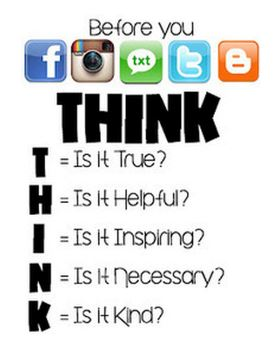 Before you
f txt t B
THINK
T = Is it True?
H = Is it Helpful?
I = Is it Inspiring?
N = Is it Necessary?
K = Is it Kind?